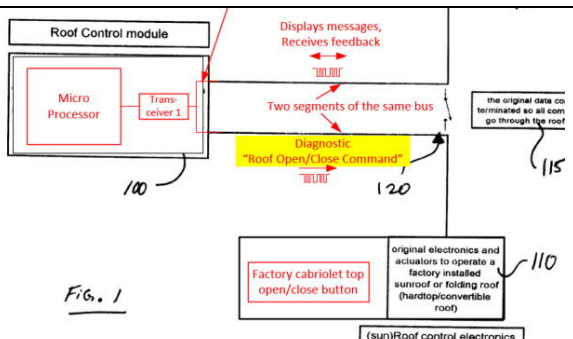 Roof Control module
Displays messages,
Receives feedback
Micro
Processor
Trans-
ceiver 1
Two segments of the same bus
the original data co
terminated so all com
go through the roof
Diagnostic
"Roof Open/Close Command"
100
120
115
Factory cabriolet top
open/close button
original electronics and
actuators to operate a
factory installed
sunroof or folding roof
(hardtop/convertible
roof)
110
FIG. 1
(sun)Roof control electronics